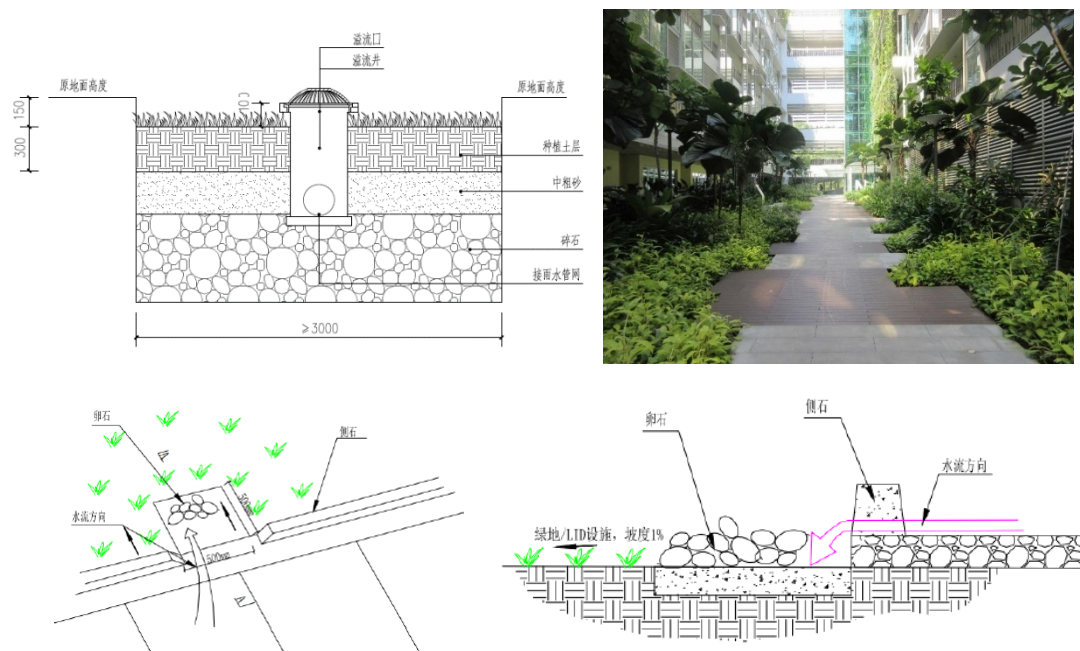 溢流口
溢流井
原地面高度
原地面高度
150
100
300
种植土层
中粗砂
碎石
接雨水管网
≥3000
卵石
侧石
500mm
水流方向
500mm
A
A
侧石
卵石
水流方向
绿地/LID设施，坡度1%